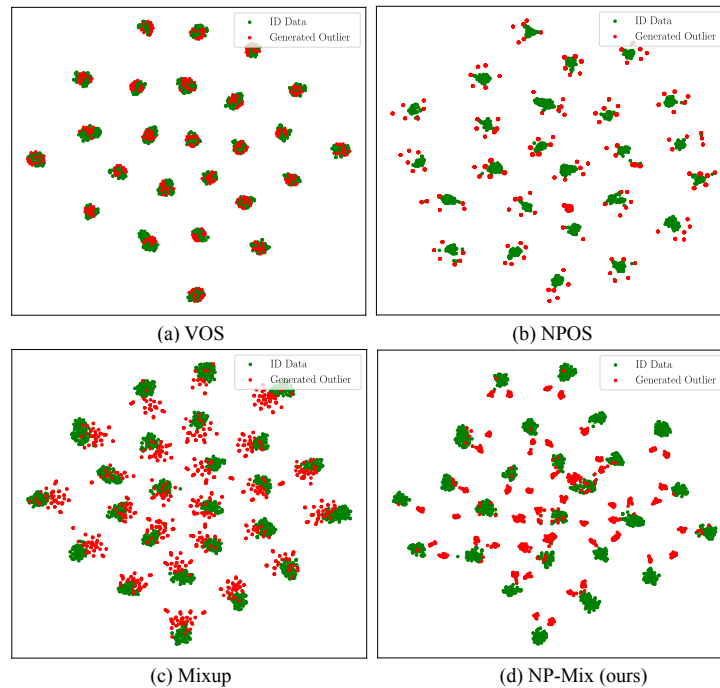 ID Data
Generated Outlier
ID Data
Generated Outlier
(a) VOS
(b) NPOS
ID Data
Generated Outlier
ID Data
Generated Outlier
(c) Mixup
(d) NP-Mix (ours)